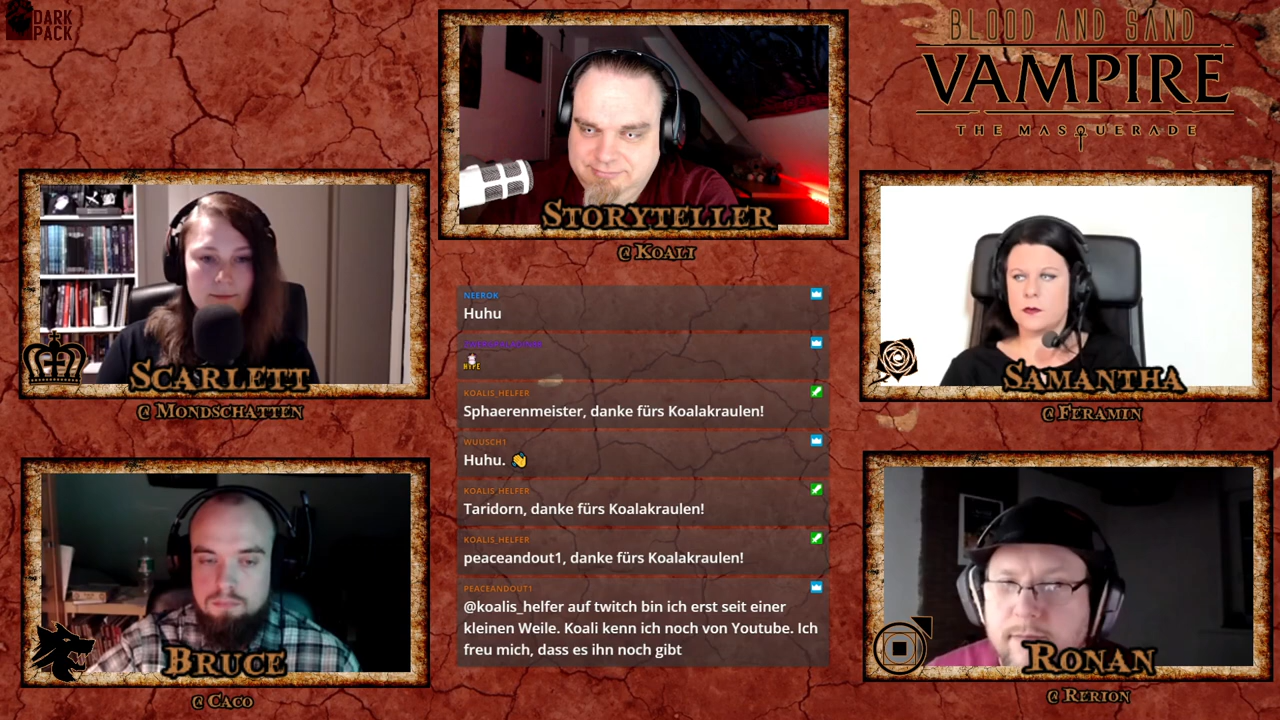 DARK
PACK
BLOOD AND SAND
VAMPIRE
THE MASQUERADE
STORYTELLER
@ KOALI
SCARLETT
@ MONDSCHATTEN
SAMANTHA
@ FERAMIN
NEEROK
Huhu
HYPE
KOALIS_HELFER
Sphaerenmeister, danke fürs Koalakraulen!
WUUSCH1
Huhu.
KOALIS_HELFER
Taridorn, danke fürs Koalakraulen!
KOALIS_HELFER
peaceandout1, danke fürs Koalakraulen!
PEACEANDOUT1
@koalis_helfer auf twitch bin ich erst seit einer
kleinen Weile. Koali kenn ich noch von Youtube. Ich
freu mich, dass es ihn noch gibt
BRUCE
@ CACO
RONAN
@ RERION